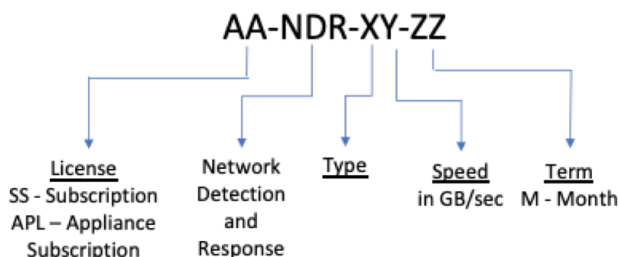 AA-NDR-XY-ZZ
License
SS - Subscription
APL – Appliance
Subscription
Network
Detection
and
Response
Type
Speed
in GB/sec
Term
M - Month